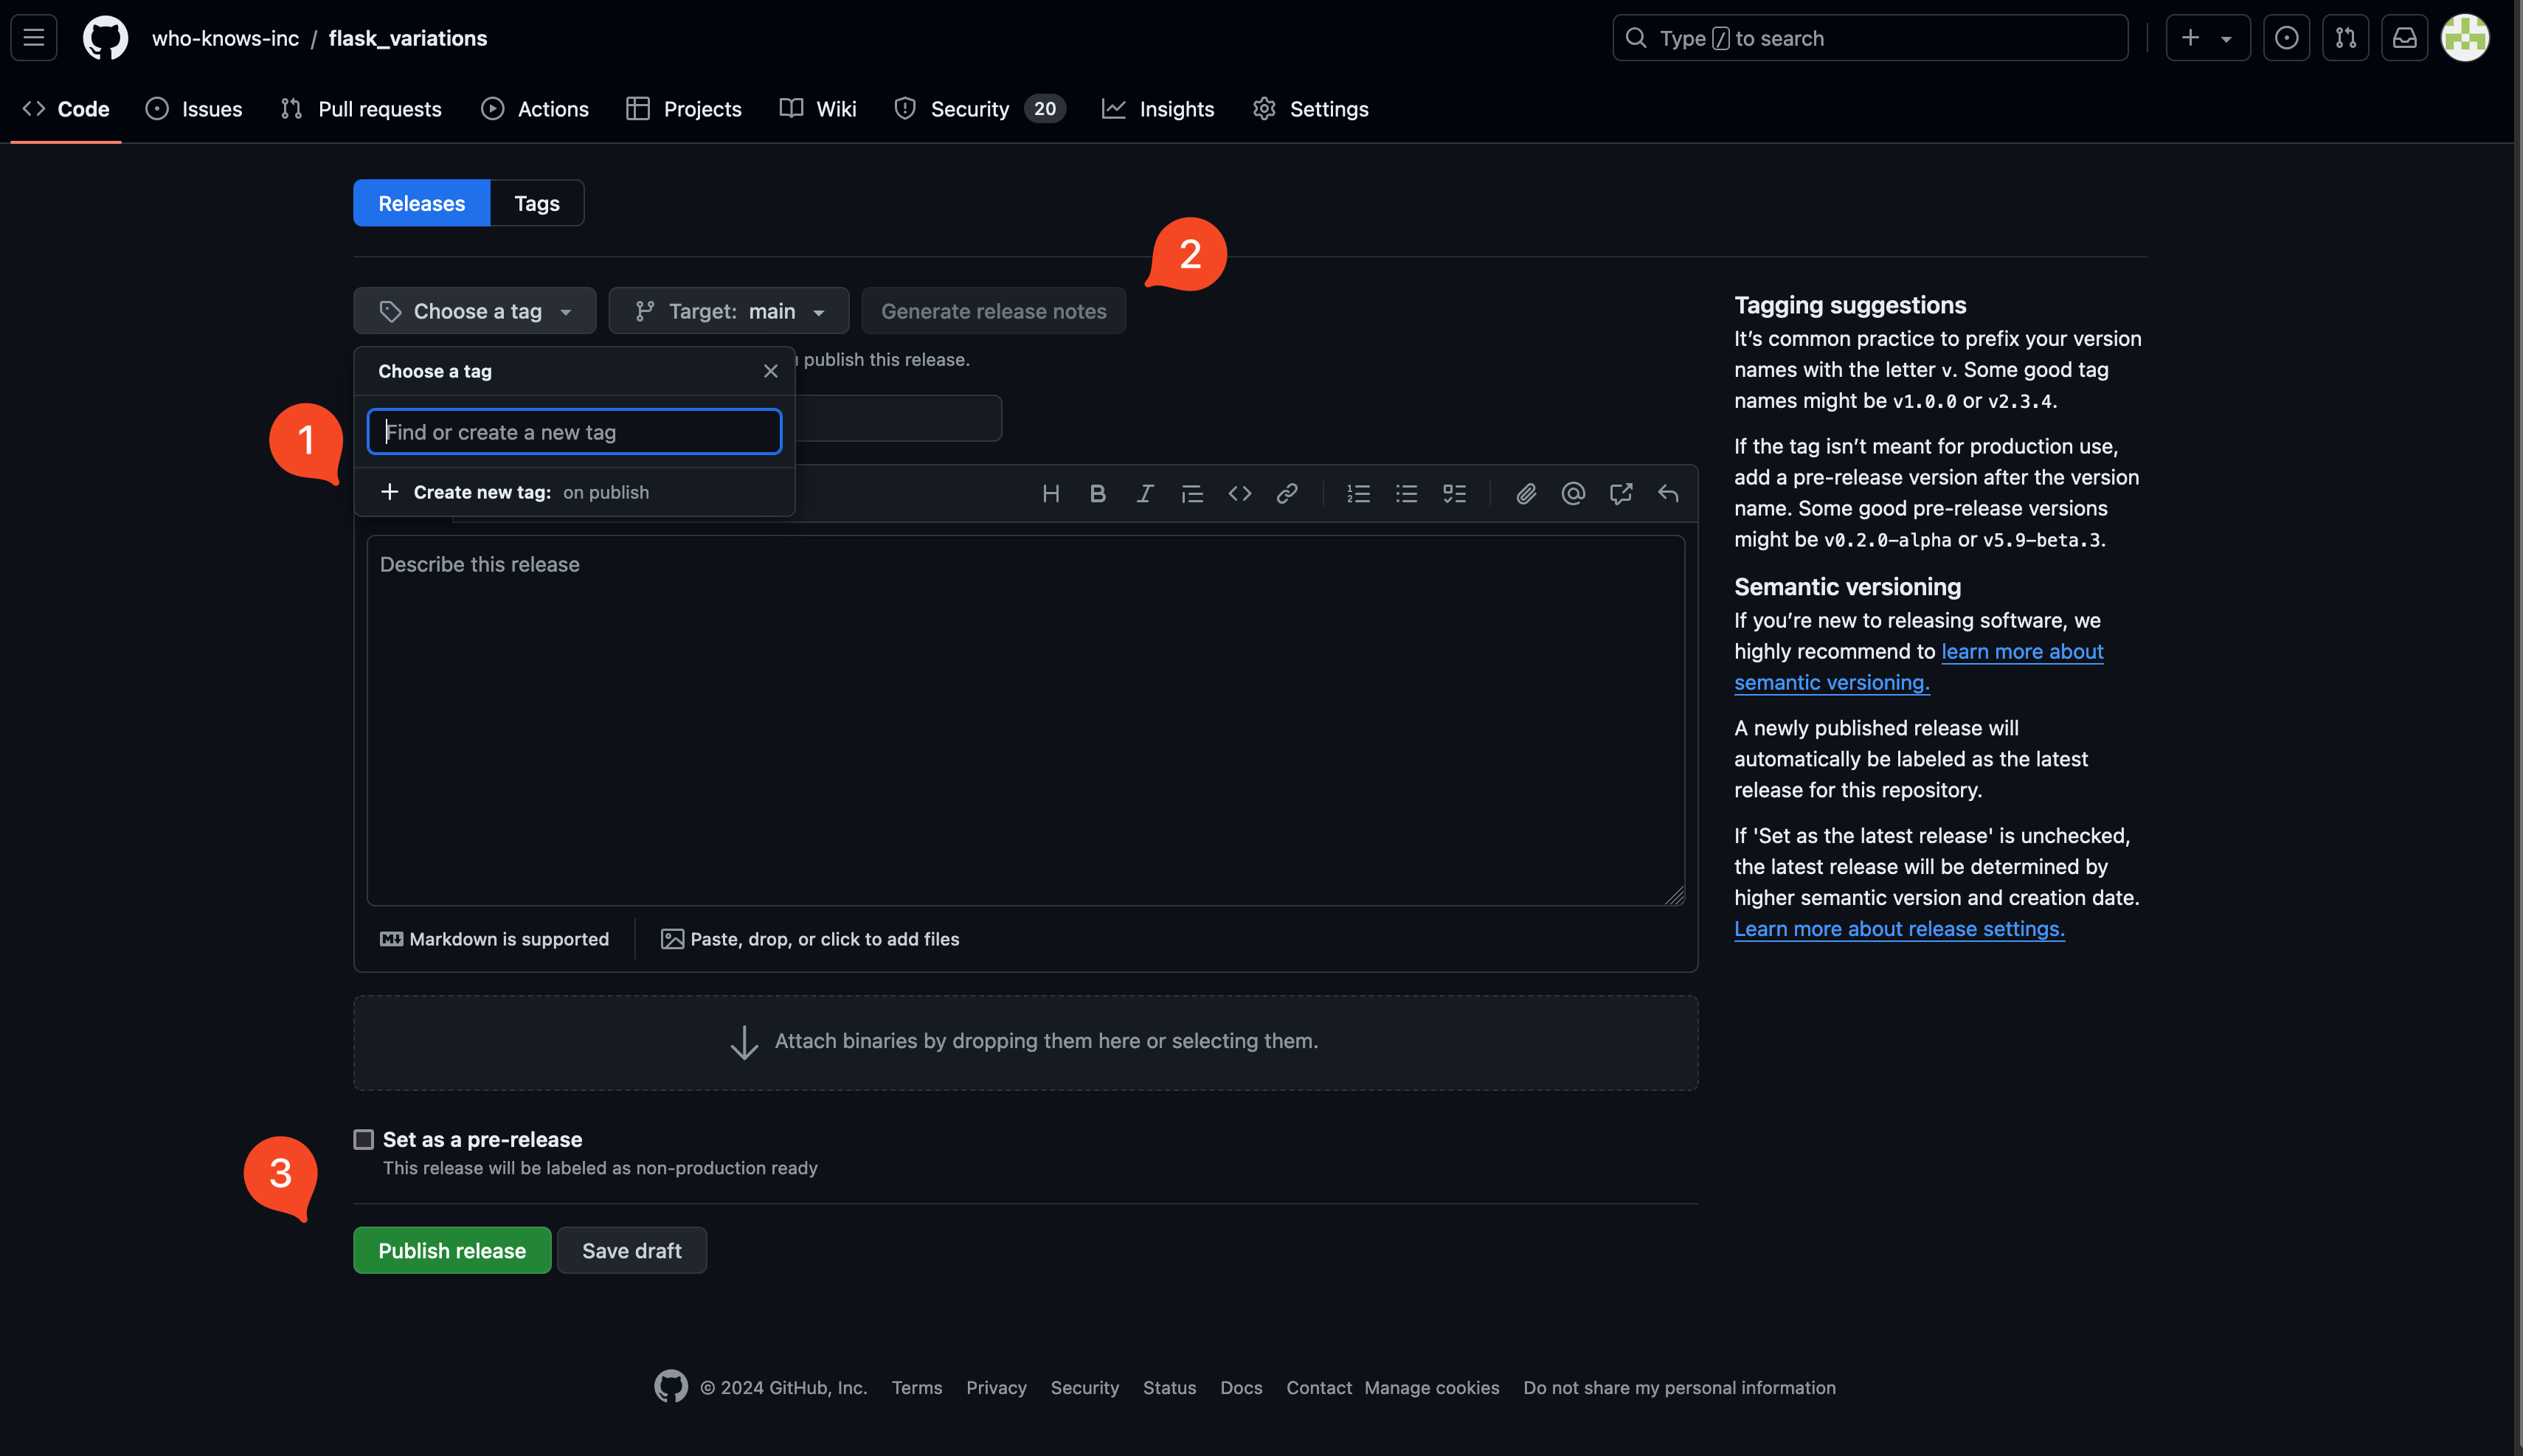 who-knows-inc / flask_variations
Type / to search
Code
Issues
Pull requests
Actions
Projects
Wiki
Security 20
Insights
Settings
Releases
Tags
2
Choose a tag
Target: main
Generate release notes
Choose a tag
publish this release.
1
Find or create a new tag
Create new tag: on publish
Describe this release
Markdown is supported
Paste, drop, or click to add files
Attach binaries by dropping them here or selecting them.
Set as a pre-release
This release will be labeled as non-production ready
3
Publish release
Save draft
Tagging suggestions
It’s common practice to prefix your version
names with the letter v. Some good tag
names might be v1.0.0 or v2.3.4.
If the tag isn’t meant for production use,
add a pre-release version after the version
name. Some good pre-release versions
might be v0.2.0-alpha or v5.9-beta.3.
Semantic versioning
If you’re new to releasing software, we
highly recommend to learn more about
semantic versioning.
A newly published release will
automatically be labeled as the latest
release for this repository.
If 'Set as the latest release' is unchecked,
the latest release will be determined by
higher semantic version and creation date.
Learn more about release settings.
© 2024 GitHub, Inc.
Terms
Privacy
Security
Status
Docs
Contact
Manage cookies
Do not share my personal information